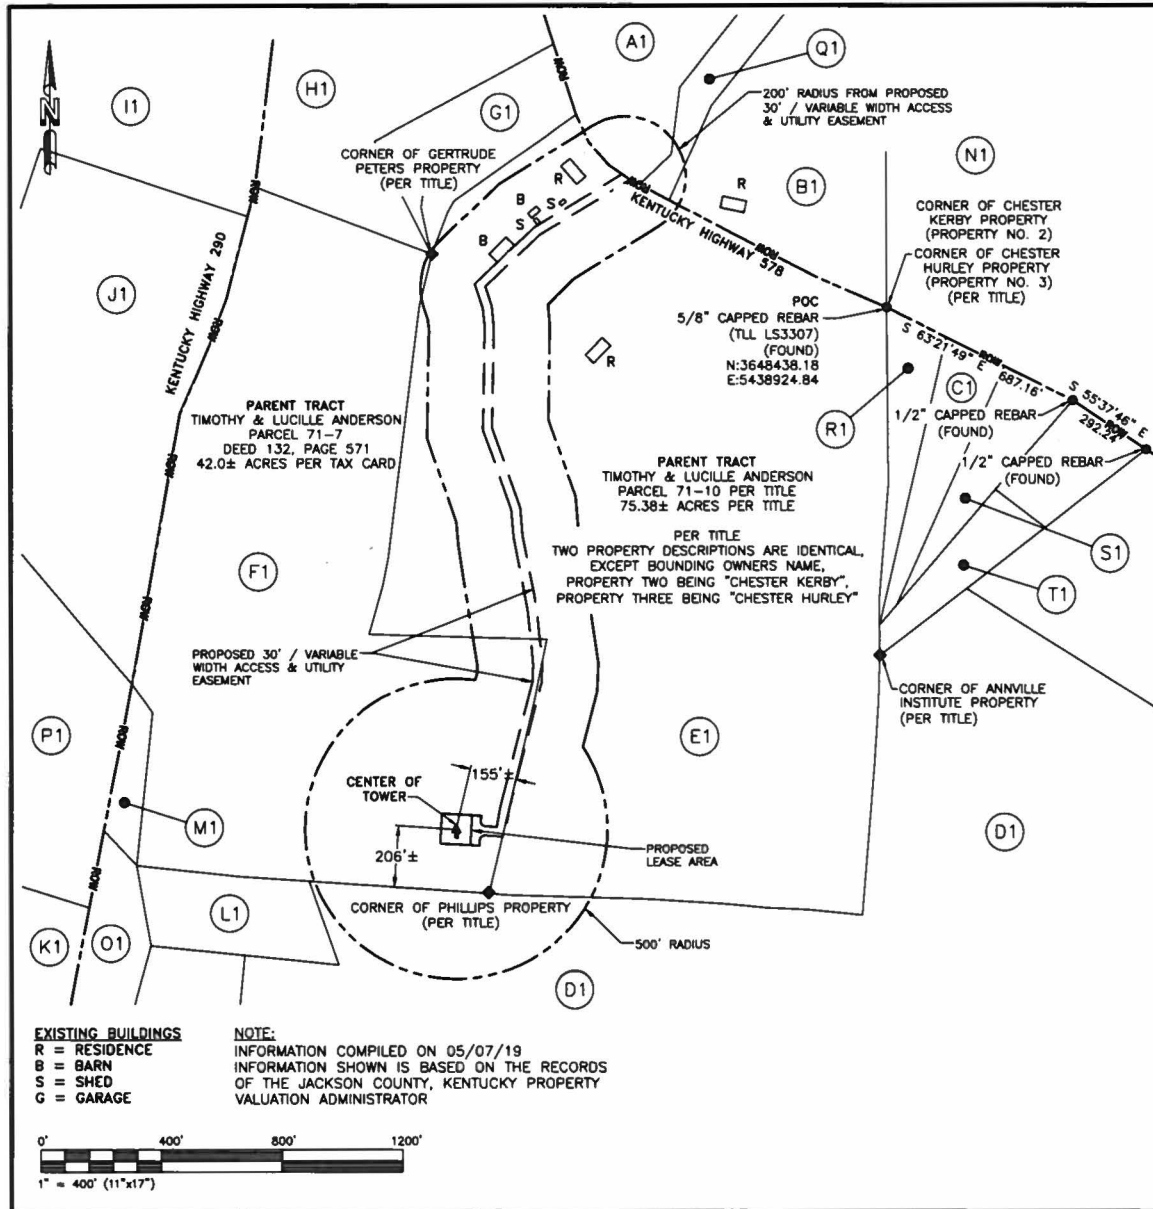 A1
Q1
H1
I1
G1
200' RADIUS FROM PROPOSED
30' / VARIABLE WIDTH ACCESS
& UTILITY EASEMENT
N
ROW
CORNER OF GERTRUDE
PETERS PROPERTY
(PER TITLE)
N1
B1
R
R
B
S
S
B
ROW
ROW
KENTUCKY HIGHWAY 578
ROW
CORNER OF CHESTER
KERBY PROPERTY
(PROPERTY NO. 2)
CORNER OF CHESTER
HURLEY PROPERTY
(PROPERTY NO. 3)
(PER TITLE)
J1
KENTUCKY HIGHWAY 290
ROW
POC
5/8" CAPPED REBAR
(TLL LS3307)
(FOUND)
N:3648438.18
E:5438924.84
R
S 63°21'49" E
ROW
687.16'
C1
S 55°37'46" E
ROW
292.24'
R1
1/2" CAPPED REBAR
(FOUND)
1/2" CAPPED REBAR
(FOUND)
PARENT TRACT
TIMOTHY & LUCILLE ANDERSON
PARCEL 71-7
DEED 132, PAGE 571
42.0± ACRES PER TAX CARD
ROW
PARENT TRACT
TIMOTHY & LUCILLE ANDERSON
PARCEL 71-10 PER TITLE
75.38± ACRES PER TITLE
PER TITLE
TWO PROPERTY DESCRIPTIONS ARE IDENTICAL,
EXCEPT BOUNDING OWNERS NAME,
PROPERTY TWO BEING "CHESTER KERBY",
PROPERTY THREE BEING "CHESTER HURLEY"
S1
T1
F1
ROW
PROPOSED 30' / VARIABLE
WIDTH ACCESS & UTILITY
EASEMENT
CORNER OF ANNVILLE
INSTITUTE PROPERTY
(PER TITLE)
P1
ROW
E1
155'±
CENTER OF
TOWER
M1
D1
206'±
PROPOSED
LEASE AREA
ROW
L1
CORNER OF PHILLIPS PROPERTY
(PER TITLE)
K1
O1
500' RADIUS
D1
EXISTING BUILDINGS
R = RESIDENCE
B = BARN
S = SHED
G = GARAGE
NOTE:
INFORMATION COMPILED ON 05/07/19
INFORMATION SHOWN IS BASED ON THE RECORDS
OF THE JACKSON COUNTY, KENTUCKY PROPERTY
VALUATION ADMINISTRATOR
0' 400' 800' 1200'
1" = 400' (11"x17")